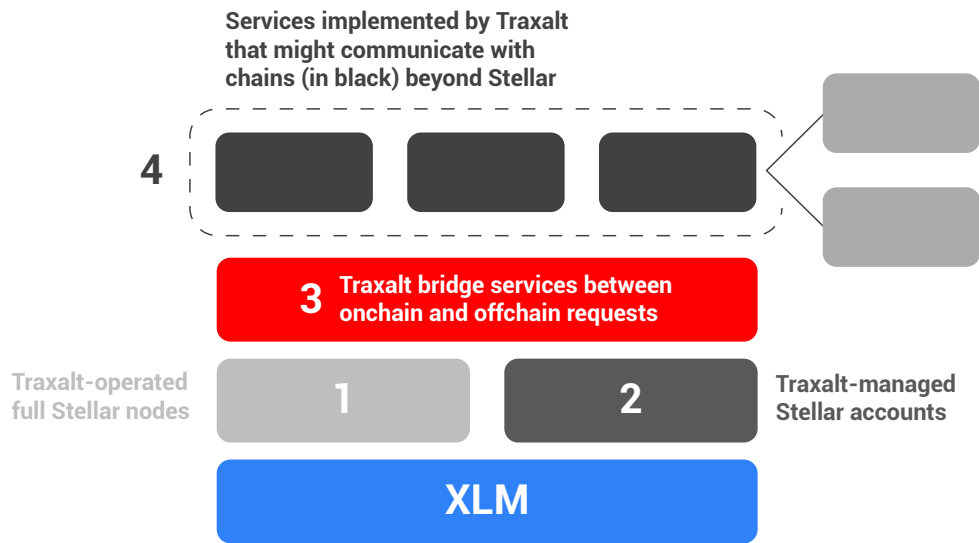 Services implemented by Traxalt
that might communicate with
chains (in black) beyond Stellar
4
3
Traxalt bridge services between
onchain and offchain requests
Traxalt-operated
full Stellar nodes
1
2
Traxalt-managed
Stellar accounts
XLM